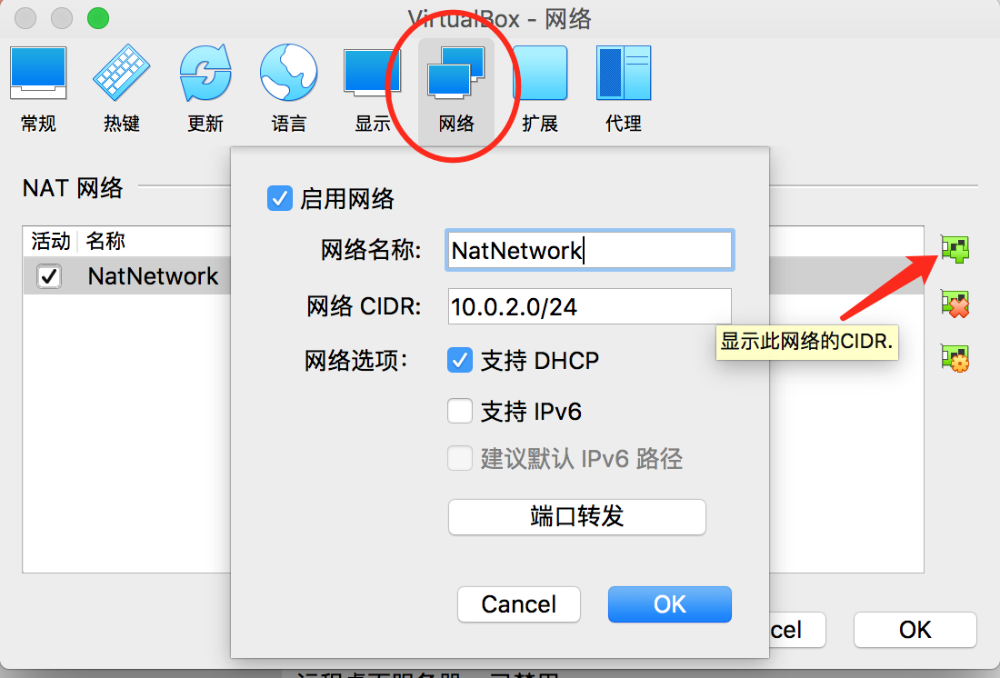 VirtualBox - 网络
常规 热键 更新 语言 显示 网络 扩展 代理
NAT 网络
活动 名称
NatNetwork
启用网络
网络名称: NatNetwork
网络 CIDR: 10.0.2.0/24
显示此网络的CIDR.
网络选项: 支持 DHCP
支持 IPv6
建议默认 IPv6 路径
端口转发
Cancel OK
cel OK